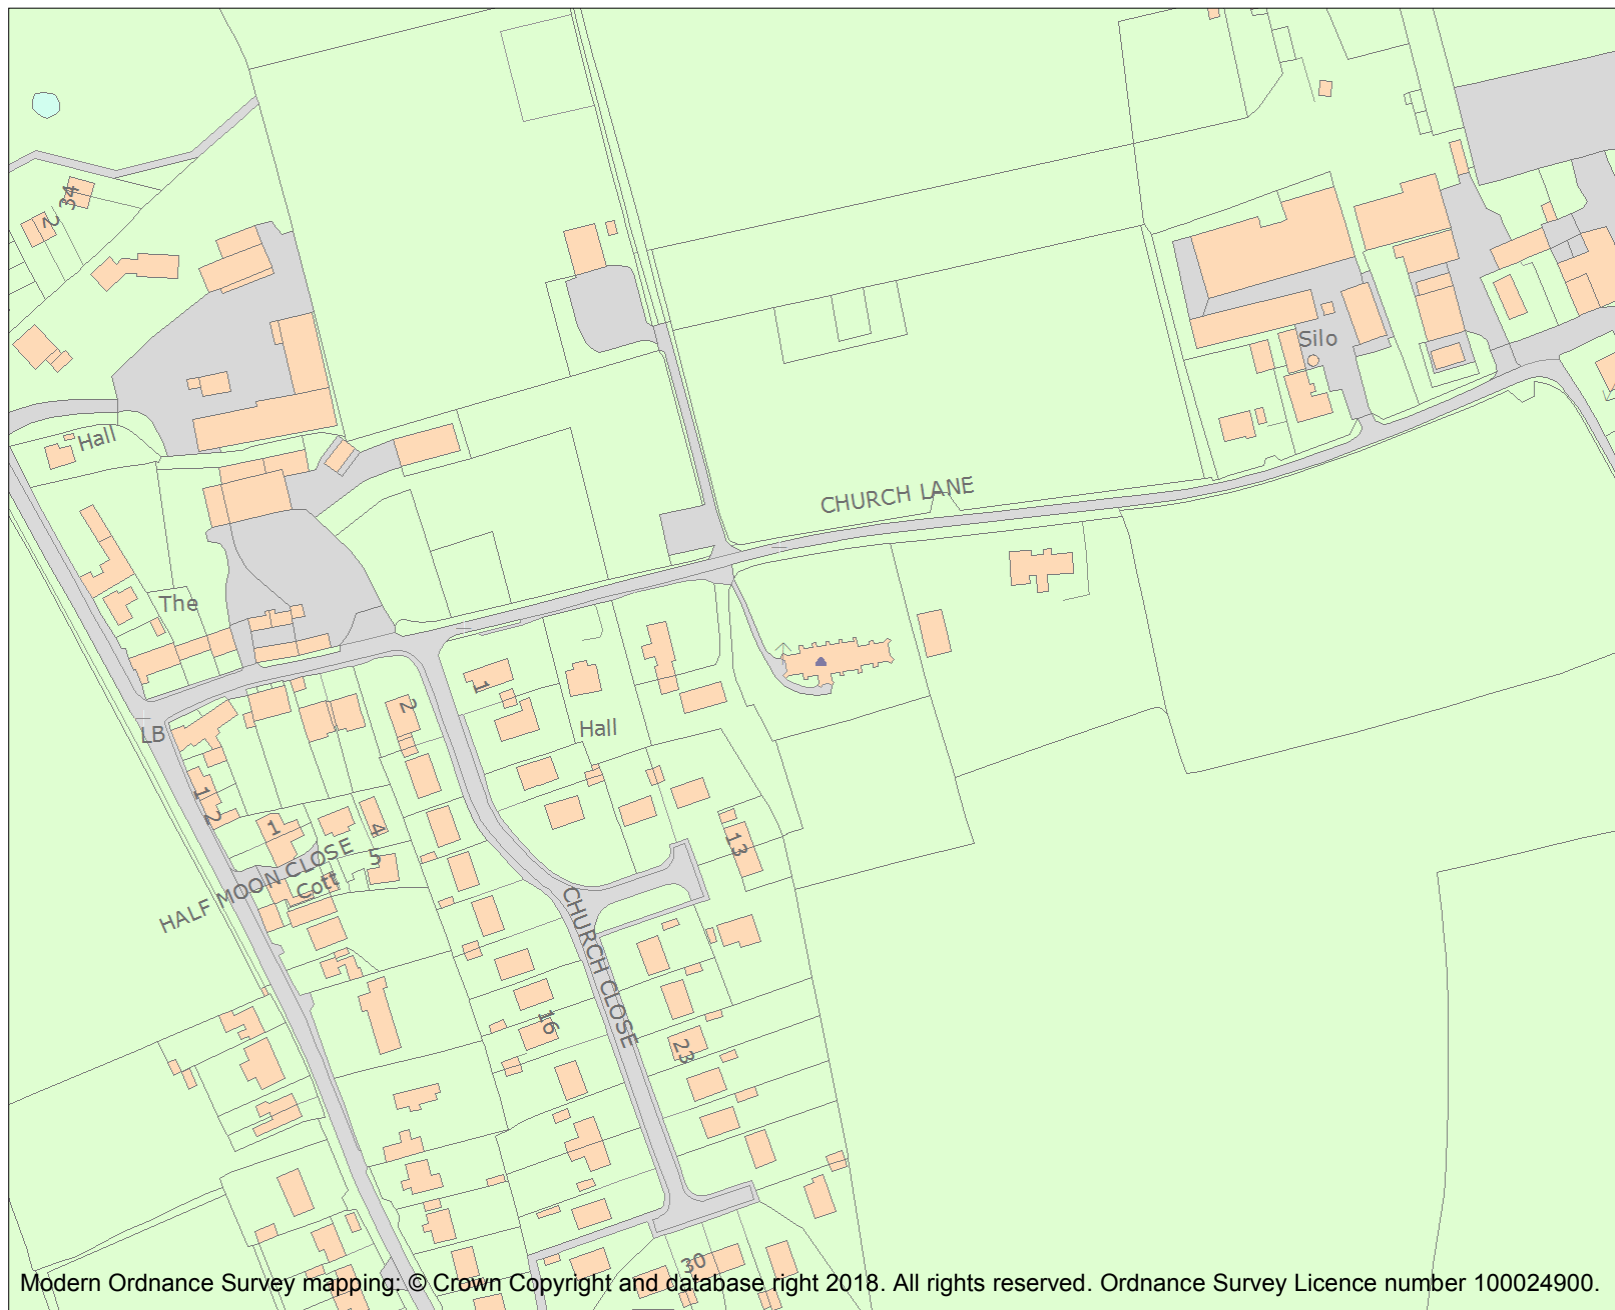 34
2
Hall
Silo
CHURCH LANE
The
1
2
Hall
LB
1
2
1
4
5
13
HALF MOON CLOSE
Cott
CHURCH CLOSE
16
23
30
Modern Ordnance Survey mapping: © Crown Copyright and database right 2018. All rights reserved. Ordnance Survey Licence number 100024900.